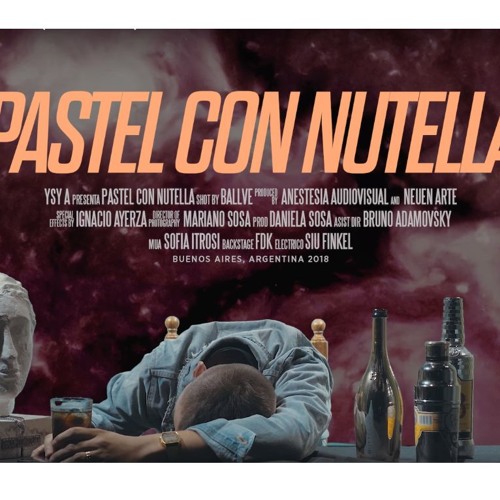 PASTEL CON NUTELLA
YSY A PRESENTA PASTEL CON NUTELLA SHOT BY BALLVE PRODUCED BY ANESTESIA AUDIOVISUAL AND NEUEN ARTE
SPECIAL EFFECTS BY IGNACIO AYERZA DIRECTOR OF PHOTOGRAPHY MARIANO SOSA PROD DANIELA SOSA ASIST DIR BRUNO ADAMOVSKY
MUA SOFIA ITROSI BACKSTAGE FDK ELECTRICO SIU FINKEL
BUENOS AIRES, ARGENTINA 2018